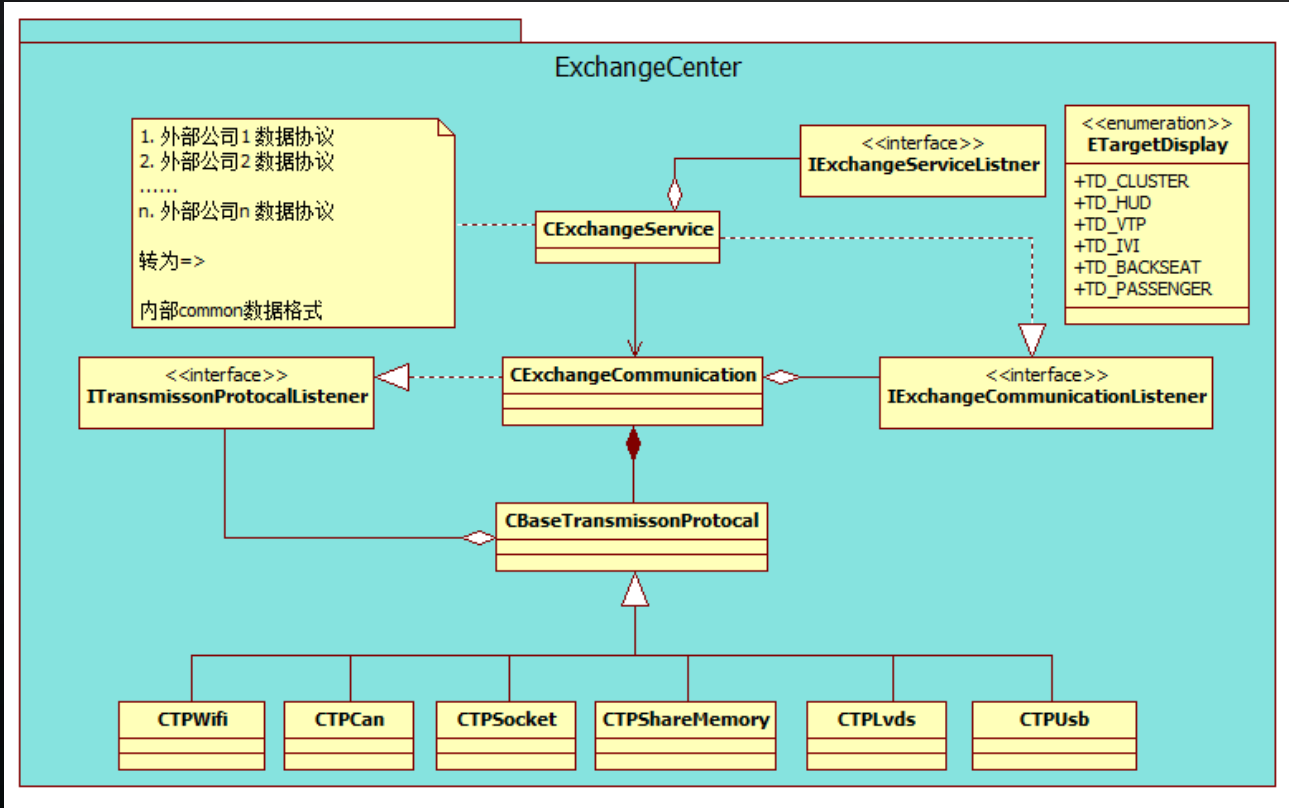 ExchangeCenter
1. 外部公司1 数据协议
2. 外部公司2 数据协议
......
n. 外部公司n 数据协议
转为=>
内部common数据格式
<<interface>>
IExchangeServiceListner
<<enumeration>>
ETargetDisplay
+TD_CLUSTER
+TD_HUD
+TD_VTP
+TD_IVI
+TD_BACKSEAT
+TD_PASSENGER
CExchangeService
<<interface>>
ITransmissonProtocalListener
CExchangeCommunication
<<interface>>
IExchangeCommunicationListener
CBaseTransmissonProtocal
CTPWifi
CTPCan
CTPSocket
CTPShareMemory
CTPLvds
CTPUsb